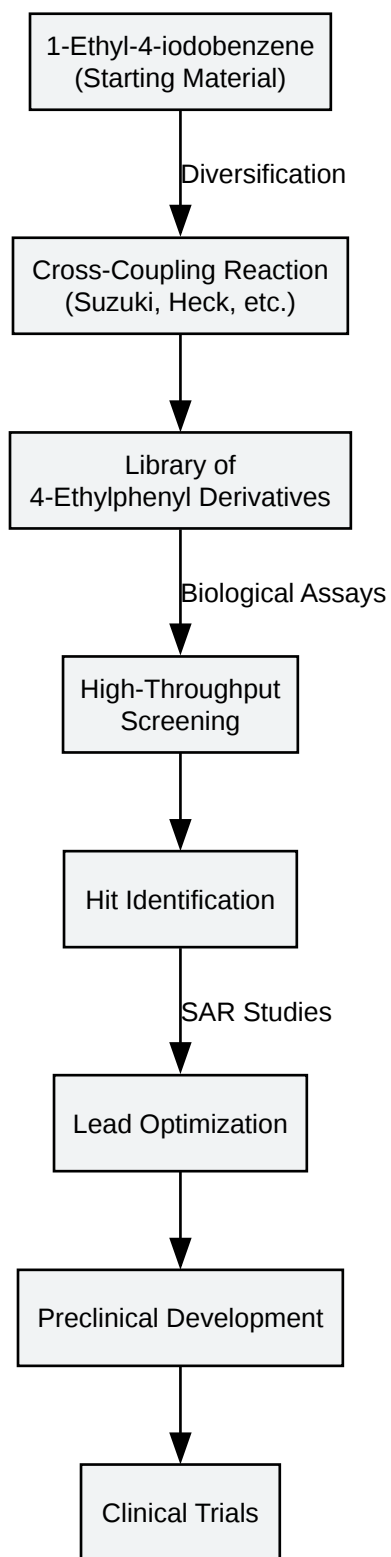 1-Ethyl-4-iodobenzene
(Starting Material)
Diversification
Cross-Coupling Reaction
(Suzuki, Heck, etc.)
Library of
4-Ethylphenyl Derivatives
Biological Assays
High-Throughput
Screening
Hit Identification
SAR Studies
Lead Optimization
Preclinical Development
Clinical Trials